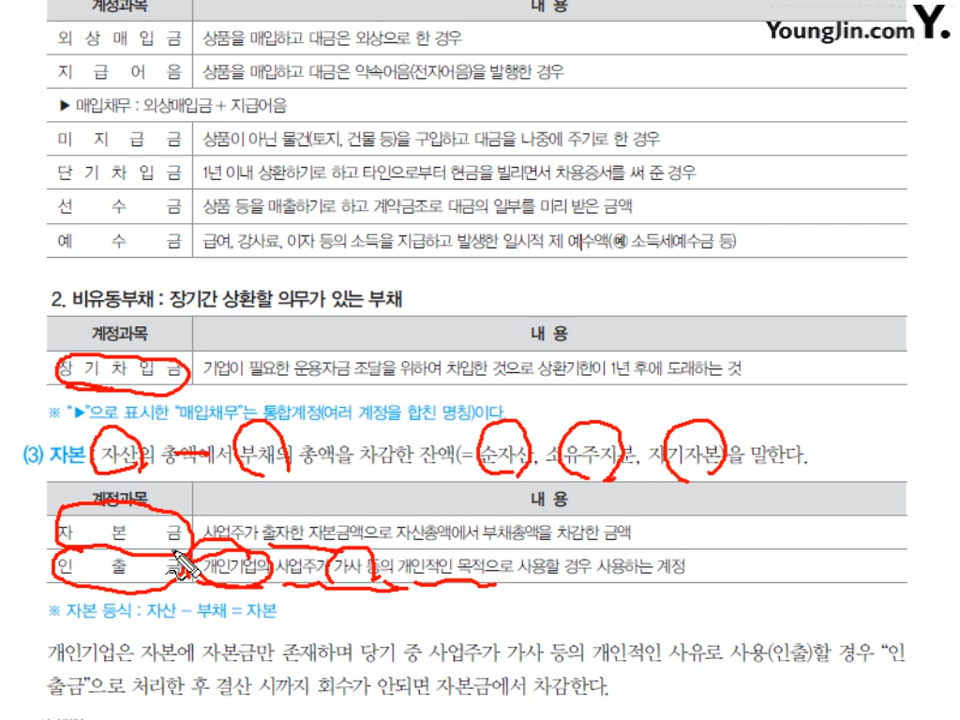 계정과목 내 용
YoungJin.com Y.
외 상 매 입 금 상품을 매입하고 대금은 외상으로 한 경우
지 급 어 음 상품을 매입하고 대금은 약속어음(전자어음)을 발행한 경우
▶ 매입채무 : 외상매입금 + 지급어음
미 지 급 금 상품이 아닌 물건(토지, 건물 등)을 구입하고 대금을 나중에 주기로 한 경우
단 기 차 입 금 1년 이내 상환하기로 하고 타인으로부터 현금을 빌리면서 차용증서를 써 준 경우
선 수 금 상품 등을 매출하기로 하고 계약금조로 대금의 일부를 미리 받은 금액
예 수 금 급여, 강사료, 이자 등의 소득을 지급하고 발생한 일시적 제 예수액(예 소득세예수금 등)
2. 비유동부채 : 장기간 상환할 의무가 있는 부채
계정과목 내 용
장 기 차 입 금 기업이 필요한 운용자금 조달을 위하여 차입한 것으로 상환기한이 1년 후에 도래하는 것
※ “▶”으로 표시한 “매입채무”는 통합계정(여러 계정을 합친 명칭)이다.
(3) 자본 : 자산의 총액에서 부채의 총액을 차감한 잔액(= 순자산, 소유주지분, 자기자본)을 말한다.
계정과목 내 용
자 본 금 사업주가 출자한 자본금액으로 자산총액에서 부채총액을 차감한 금액
인 출 금 개인기업의 사업주가 가사 등의 개인적인 목적으로 사용할 경우 사용하는 계정
※ 자본 등식 : 자산 − 부채 = 자본
개인기업은 자본에 자본금만 존재하며 당기 중 사업주가 가사 등의 개인적인 사유로 사용(인출)할 경우 “인
출금”으로 처리한 후 결산 시까지 회수가 안되면 자본금에서 차감한다.